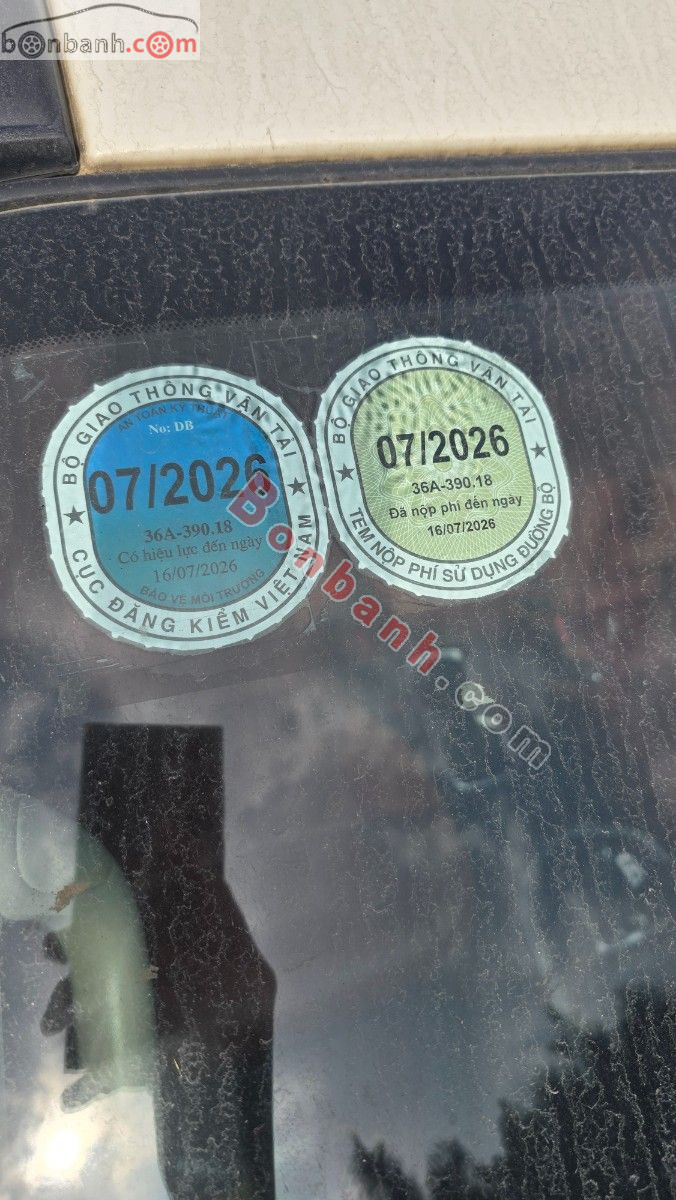 bonbanh.com
BỘ GIAO THÔNG VẬN TẢI
AN TOÀN KỸ THUẬT
No: DB
07/2026
36A-390.18
Có hiệu lực đến ngày
16/07/2026
BẢO VỆ MÔI TRƯỜNG
CỤC ĐĂNG KIỂM VIỆT NAM
BỘ GIAO THÔNG VẬN TẢI
07/2026
36A-390.18
Đã nộp phí đến ngày
16/07/2026
TEM NỘP PHÍ SỬ DỤNG ĐƯỜNG BỘ
Bonbanh.com